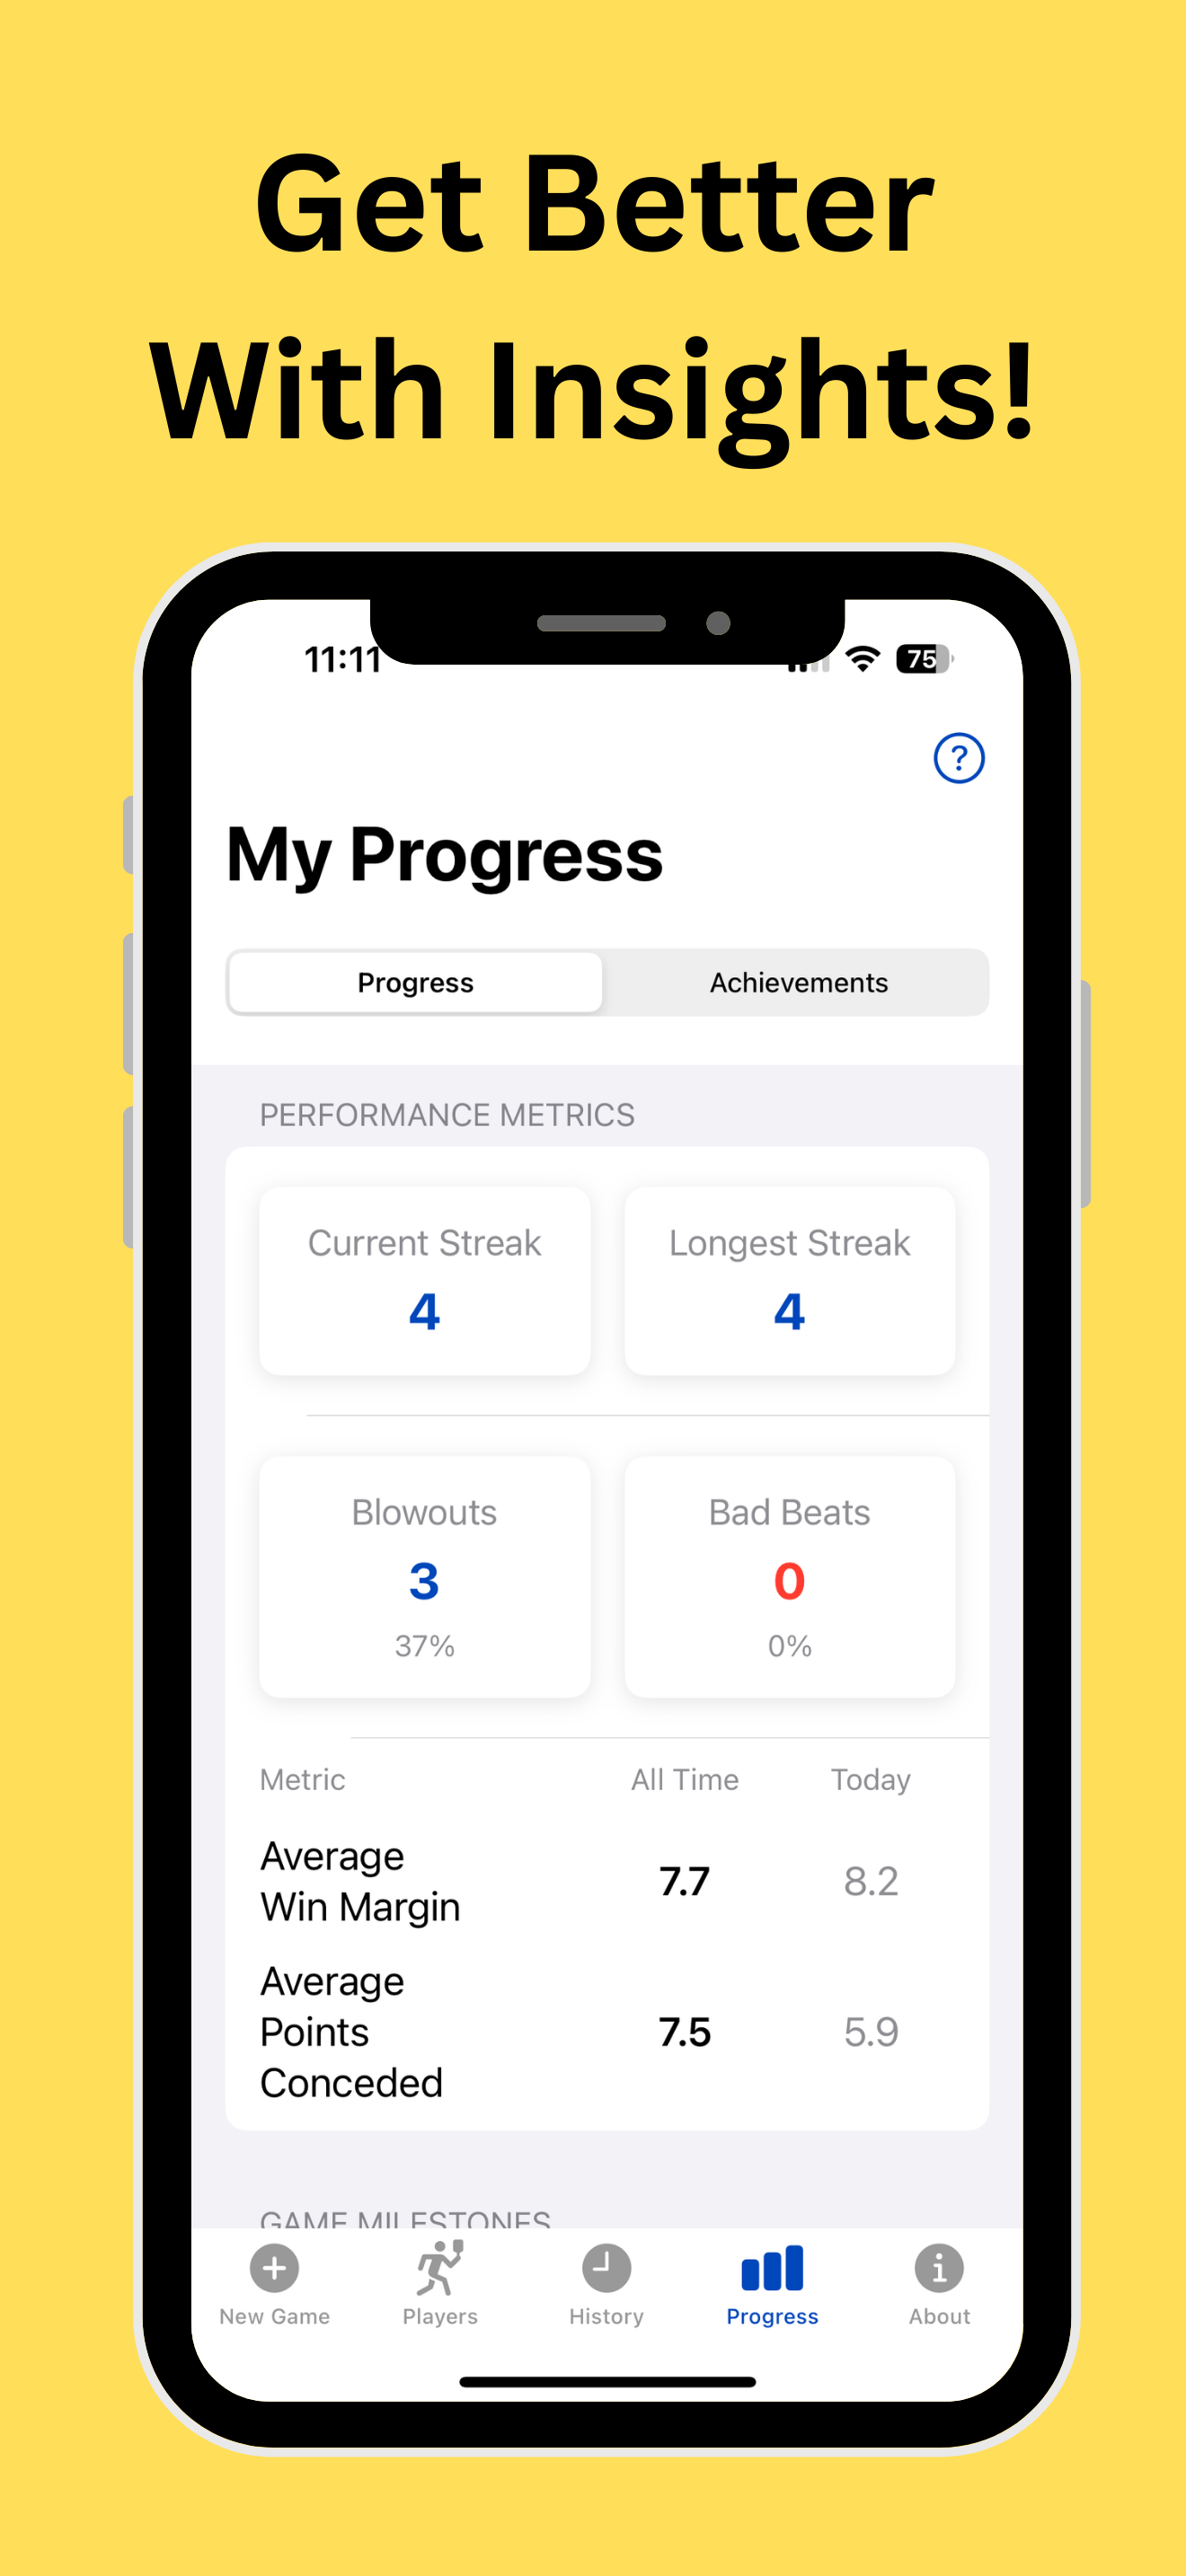 Get Better
With Insights!
11:11
75
?
My Progress
Progress Achievements
PERFORMANCE METRICS
Current Streak Longest Streak
4 4
Blowouts Bad Beats
3 0
37% 0%
Metric All Time Today
Average
Win Margin 7.7 8.2
Average
Points 7.5 5.9
Conceded
GAME MILESTONES
New Game Players History Progress About